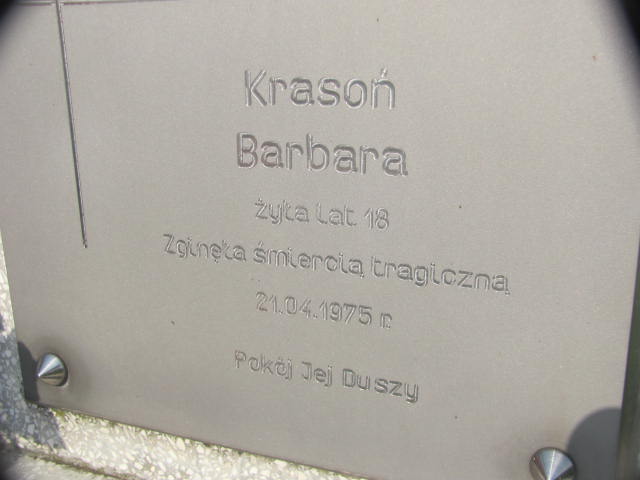 Krasoń
Barbara
żyła lat 18
Zginęła śmiercią tragiczną
21.04.1975 r.
Pokój Jej Duszy